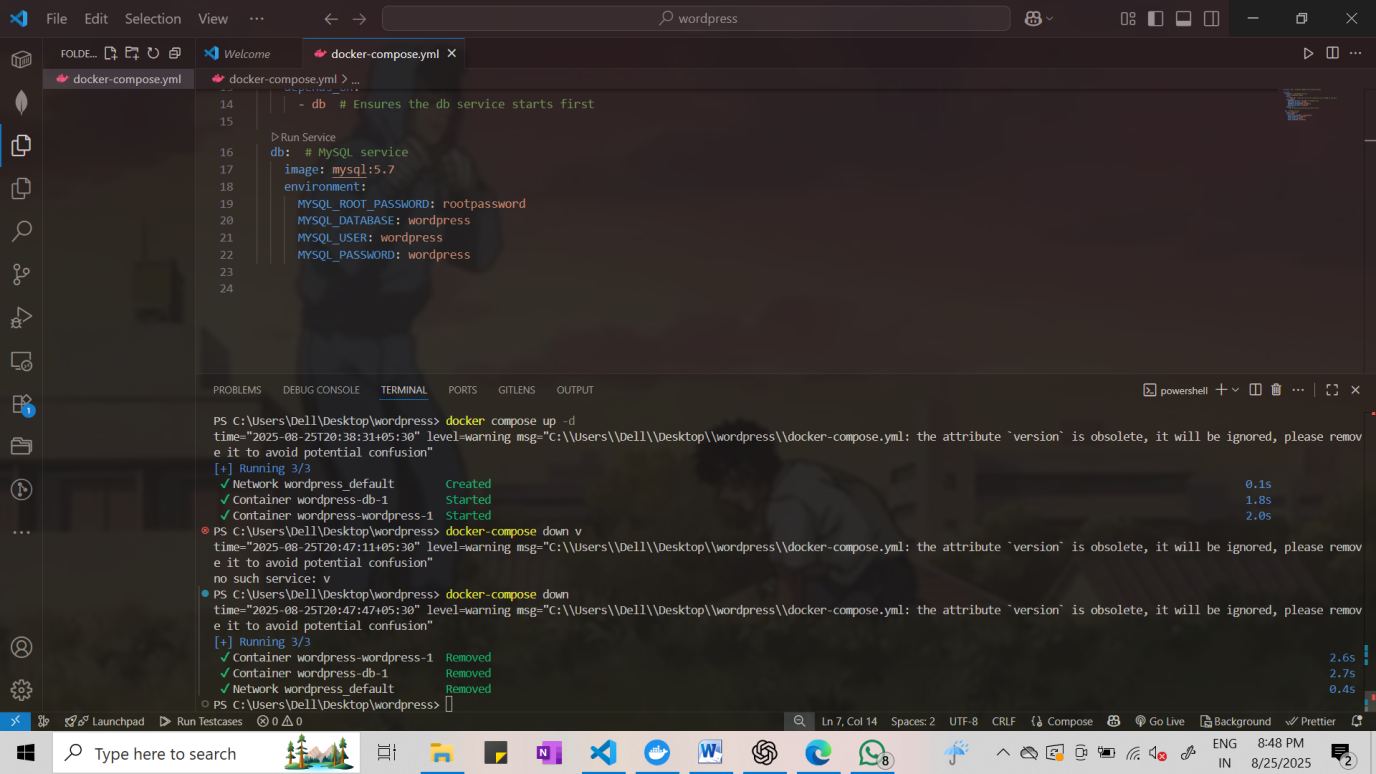 File Edit Selection View ··· wordpress
FOLDE... Welcome docker-compose.yml
docker-compose.yml docker-compose.yml > ...
14 - db # Ensures the db service starts first
15
Run Service
16 db: # MySQL service
17 image: mysql:5.7
18 environment:
19 MYSQL_ROOT_PASSWORD: rootpassword
20 MYSQL_DATABASE: wordpress
21 MYSQL_USER: wordpress
22 MYSQL_PASSWORD: wordpress
23
24
PROBLEMS DEBUG CONSOLE TERMINAL PORTS GITLENS OUTPUT powershell
PS C:\Users\Dell\Desktop\wordpress> docker compose up -d
time="2025-08-25T20:38:31+05:30" level=warning msg="C:\\Users\\Dell\\Desktop\\wordpress\\docker-compose.yml: the attribute `version` is obsolete, it will be ignored, please remov
e it to avoid potential confusion"
[+] Running 3/3
✓ Network wordpress_default Created 0.1s
✓ Container wordpress-db-1 Started 1.8s
✓ Container wordpress-wordpress-1 Started 2.0s
PS C:\Users\Dell\Desktop\wordpress> docker-compose down v
time="2025-08-25T20:47:11+05:30" level=warning msg="C:\\Users\\Dell\\Desktop\\wordpress\\docker-compose.yml: the attribute `version` is obsolete, it will be ignored, please remov
e it to avoid potential confusion"
no such service: v
PS C:\Users\Dell\Desktop\wordpress> docker-compose down
time="2025-08-25T20:47:47+05:30" level=warning msg="C:\\Users\\Dell\\Desktop\\wordpress\\docker-compose.yml: the attribute `version` is obsolete, it will be ignored, please remov
e it to avoid potential confusion"
[+] Running 3/3
✓ Container wordpress-wordpress-1 Removed 2.6s
✓ Container wordpress-db-1 Removed 2.7s
✓ Network wordpress_default Removed 0.4s
PS C:\Users\Dell\Desktop\wordpress>
Launchpad Run Testcases 0 0 Ln 7, Col 14 Spaces: 2 UTF-8 CRLF Compose Go Live Background Prettier
Type here to search 8 ENG 8:48 PM
IN 8/25/2025 2